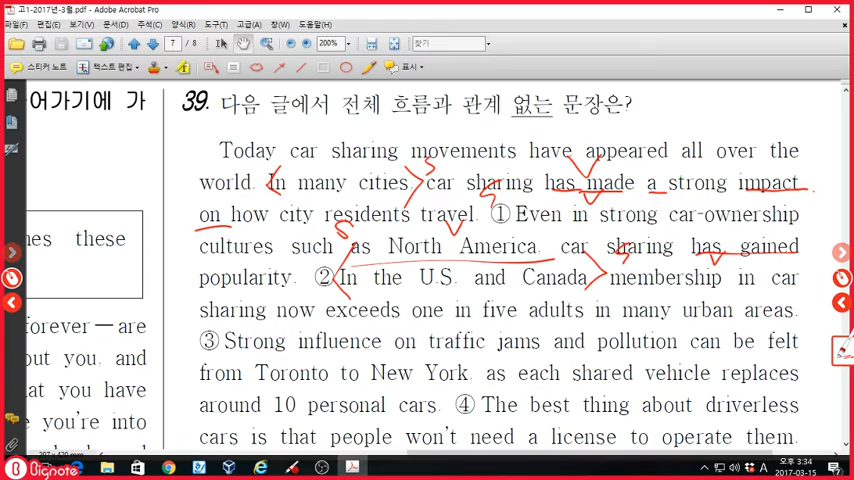 고1-2017년-3월.pdf - Adobe Acrobat Pro
파일(F) 편집(E) 보기(V) 문서(D) 주석(C) 양식(R) 도구(T) 고급(A) 창(W) 도움말(H)
7 / 8 200% 찾기
스티커 노트 텍스트 편집 표시
어가기에 가
mes these
forever—are
out you, and
at you have
e you're into
39. 다음 글에서 전체 흐름과 관계 없는 문장은?
Today car sharing movements have appeared all over the
world. In many cities, car sharing has made a strong impact
on how city residents travel. ① Even in strong car-ownership
cultures such as North America, car sharing has gained
popularity. ② In the U.S. and Canada, membership in car
sharing now exceeds one in five adults in many urban areas.
③ Strong influence on traffic jams and pollution can be felt
from Toronto to New York, as each shared vehicle replaces
around 10 personal cars. ④ The best thing about driverless
cars is that people won't need a license to operate them.
S V
S V
S V
S V
297 x 420 mm
Bignote
A 오후 3:34
2017-03-15